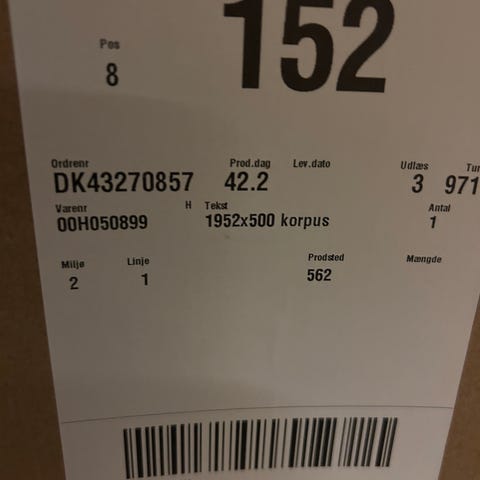 152
Pos
8
Ordrenr Prod.dag Lev.dato Udlæs
DK43270857 42.2 3 971
Varenr H Tekst Antal
00H050899 1952x500 korpus 1
Miljø Linje Prodsted Mængde
2 1 562